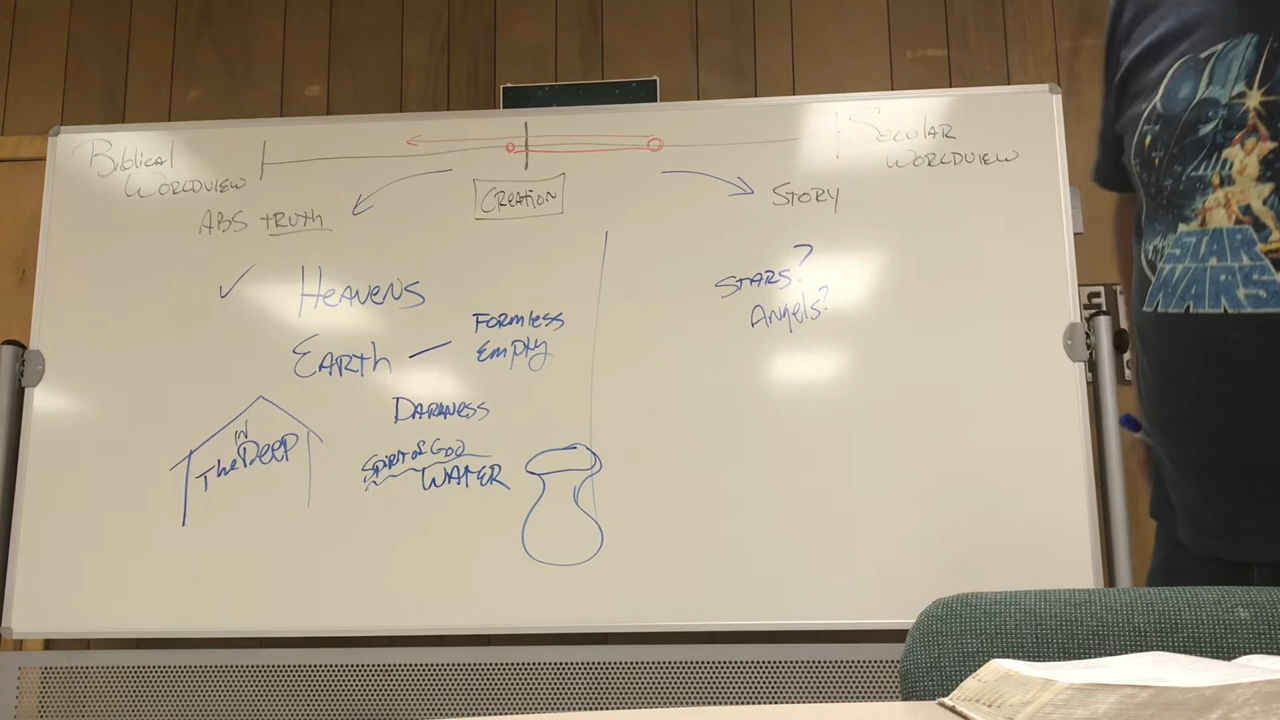 Biblical
Worldview
Secular
Worldview
Creation
ABS truth
Story
✓ Heavens
Earth — Formless
Empty
Darkness
Spirit of God
Water
IN
The Deep
Stars?
Angels?
STAR
WARS